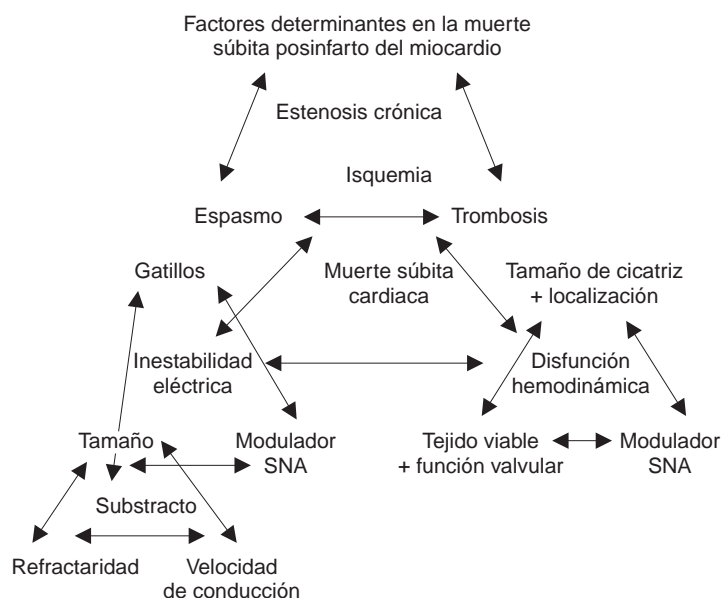 Factores determinantes en la muerte
súbita posinfarto del miocardio
Estenosis crónica
Isquemia
Espasmo
Trombosis
Gatillos
Muerte súbita
cardiaca
Tamaño de cicatriz
+ localización
Inestabilidad
eléctrica
Disfunción
hemodinámica
Tamaño
Modulador
SNA
Tejido viable
+ función valvular
Modulador
SNA
Substracto
Refractaridad
Velocidad
de conducción